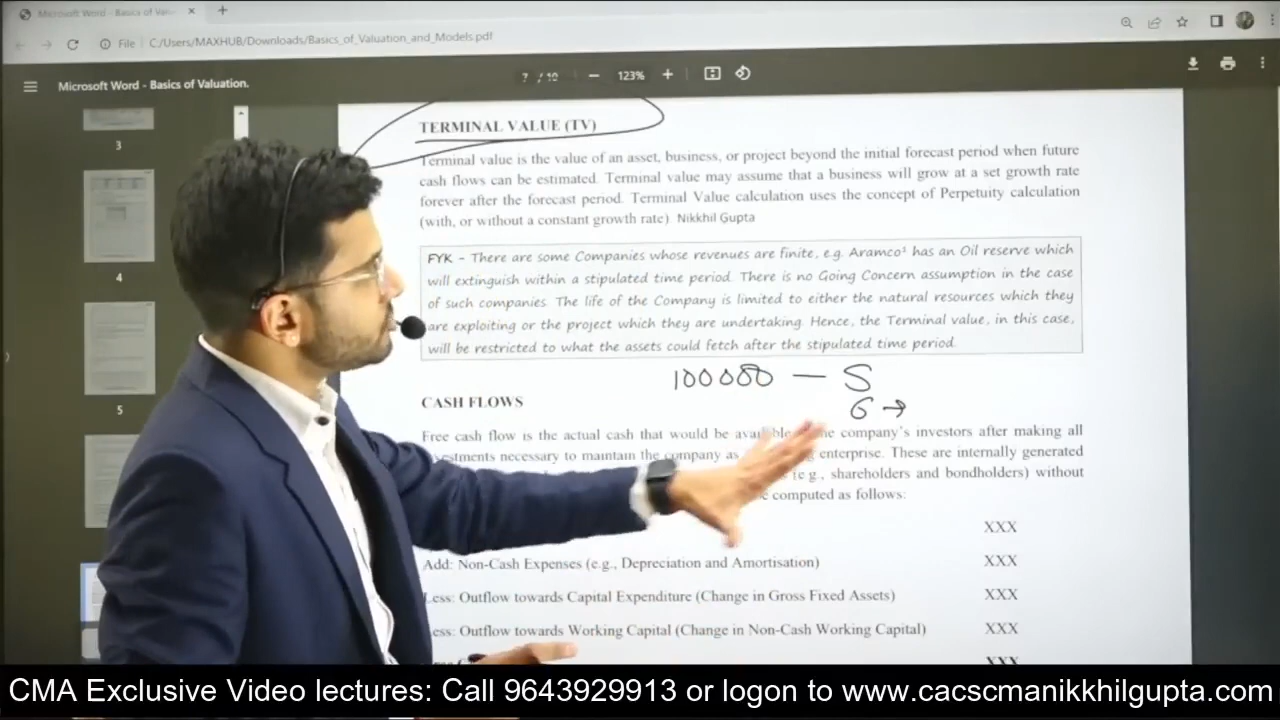 Microsoft Word - Basics of Valu
File C:/Users/MAXHUB/Downloads/Basics_of_Valuation_and_Models.pdf
Microsoft Word - Basics of Valuation.
7 / 10 123%
3
4
5
TERMINAL VALUE (TV)
Terminal value is the value of an asset, business, or project beyond the initial forecast period when future
cash flows can be estimated. Terminal value may assume that a business will grow at a set growth rate
forever after the forecast period. Terminal Value calculation uses the concept of Perpetuity calculation
(with, or without a constant growth rate) Nikkhil Gupta
FYK - There are some Companies whose revenues are finite, e.g. Aramco¹ has an Oil reserve which
will extinguish within a stipulated time period. There is no Going Concern assumption in the case
of such companies. The life of the Company is limited to either the natural resources which they
are exploiting or the project which they are undertaking. Hence, the Terminal value, in this case,
will be restricted to what the assets could fetch after the stipulated time period.
100000 — 5
6 →
CASH FLOWS
Free cash flow is the actual cash that would be company's investors after making all
the company as enterprise. These are internally generated
(e.g., shareholders and bondholders) without
computed as follows:
XXX
Add: Non-Cash Expenses (e.g., Depreciation and Amortisation) XXX
Less: Outflow towards Capital Expenditure (Change in Gross Fixed Assets) XXX
Less: Outflow towards Working Capital (Change in Non-Cash Working Capital) XXX
XXX
CMA Exclusive Video lectures: Call 9643929913 or logon to www.cacscmanikkhilgupta.com